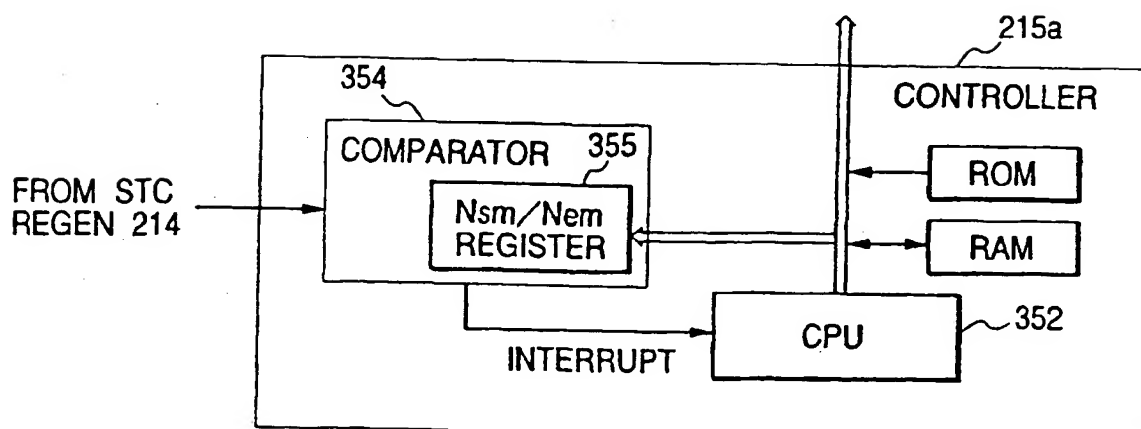 215a
354
CONTROLLER
COMPARATOR
355
FROM STC
REGEN 214
Nsm/Nem
REGISTER
ROM
RAM
CPU
352
INTERRUPT